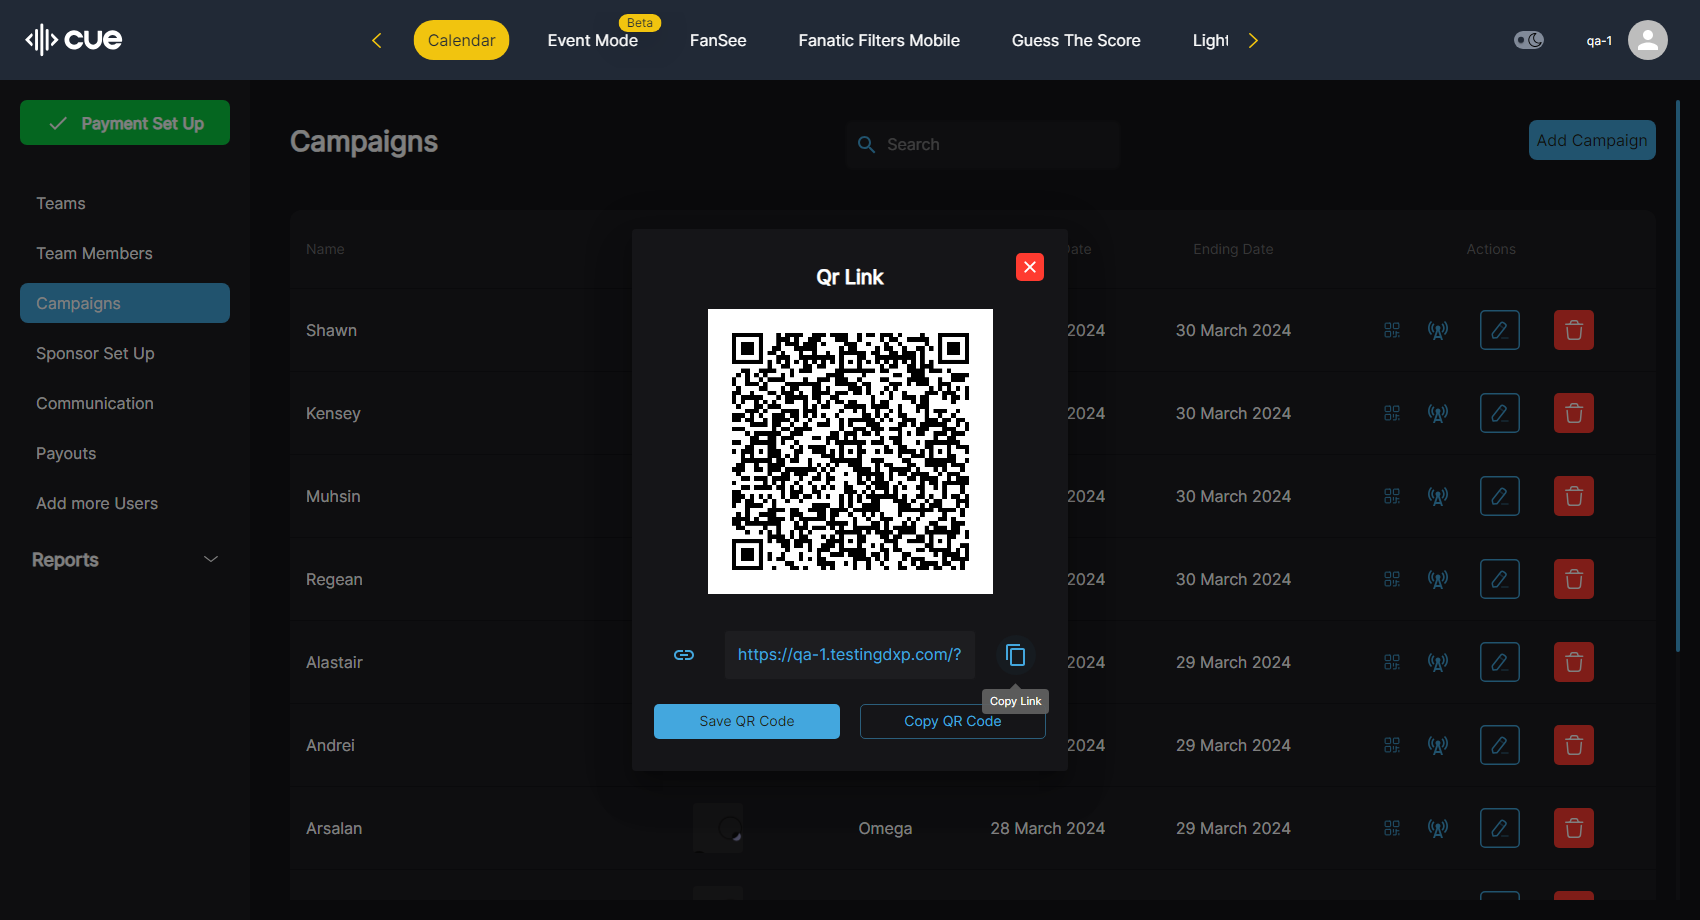 cue
Calendar
Event Mode
Beta
FanSee
Fanatic Filters Mobile
Guess The Score
Light
qa-1
Payment Set Up
Teams
Team Members
Campaigns
Sponsor Set Up
Communication
Payouts
Add more Users
Reports
Campaigns
Search
Add Campaign
Name
Date
Ending Date
Actions
Shawn
2024
30 March 2024
Kensey
2024
30 March 2024
Muhsin
2024
30 March 2024
Regean
2024
30 March 2024
Alastair
2024
29 March 2024
Andrei
2024
29 March 2024
Arsalan
Omega
28 March 2024
29 March 2024
Qr Link
https://qa-1.testingdxp.com/?
Copy Link
Save QR Code
Copy QR Code